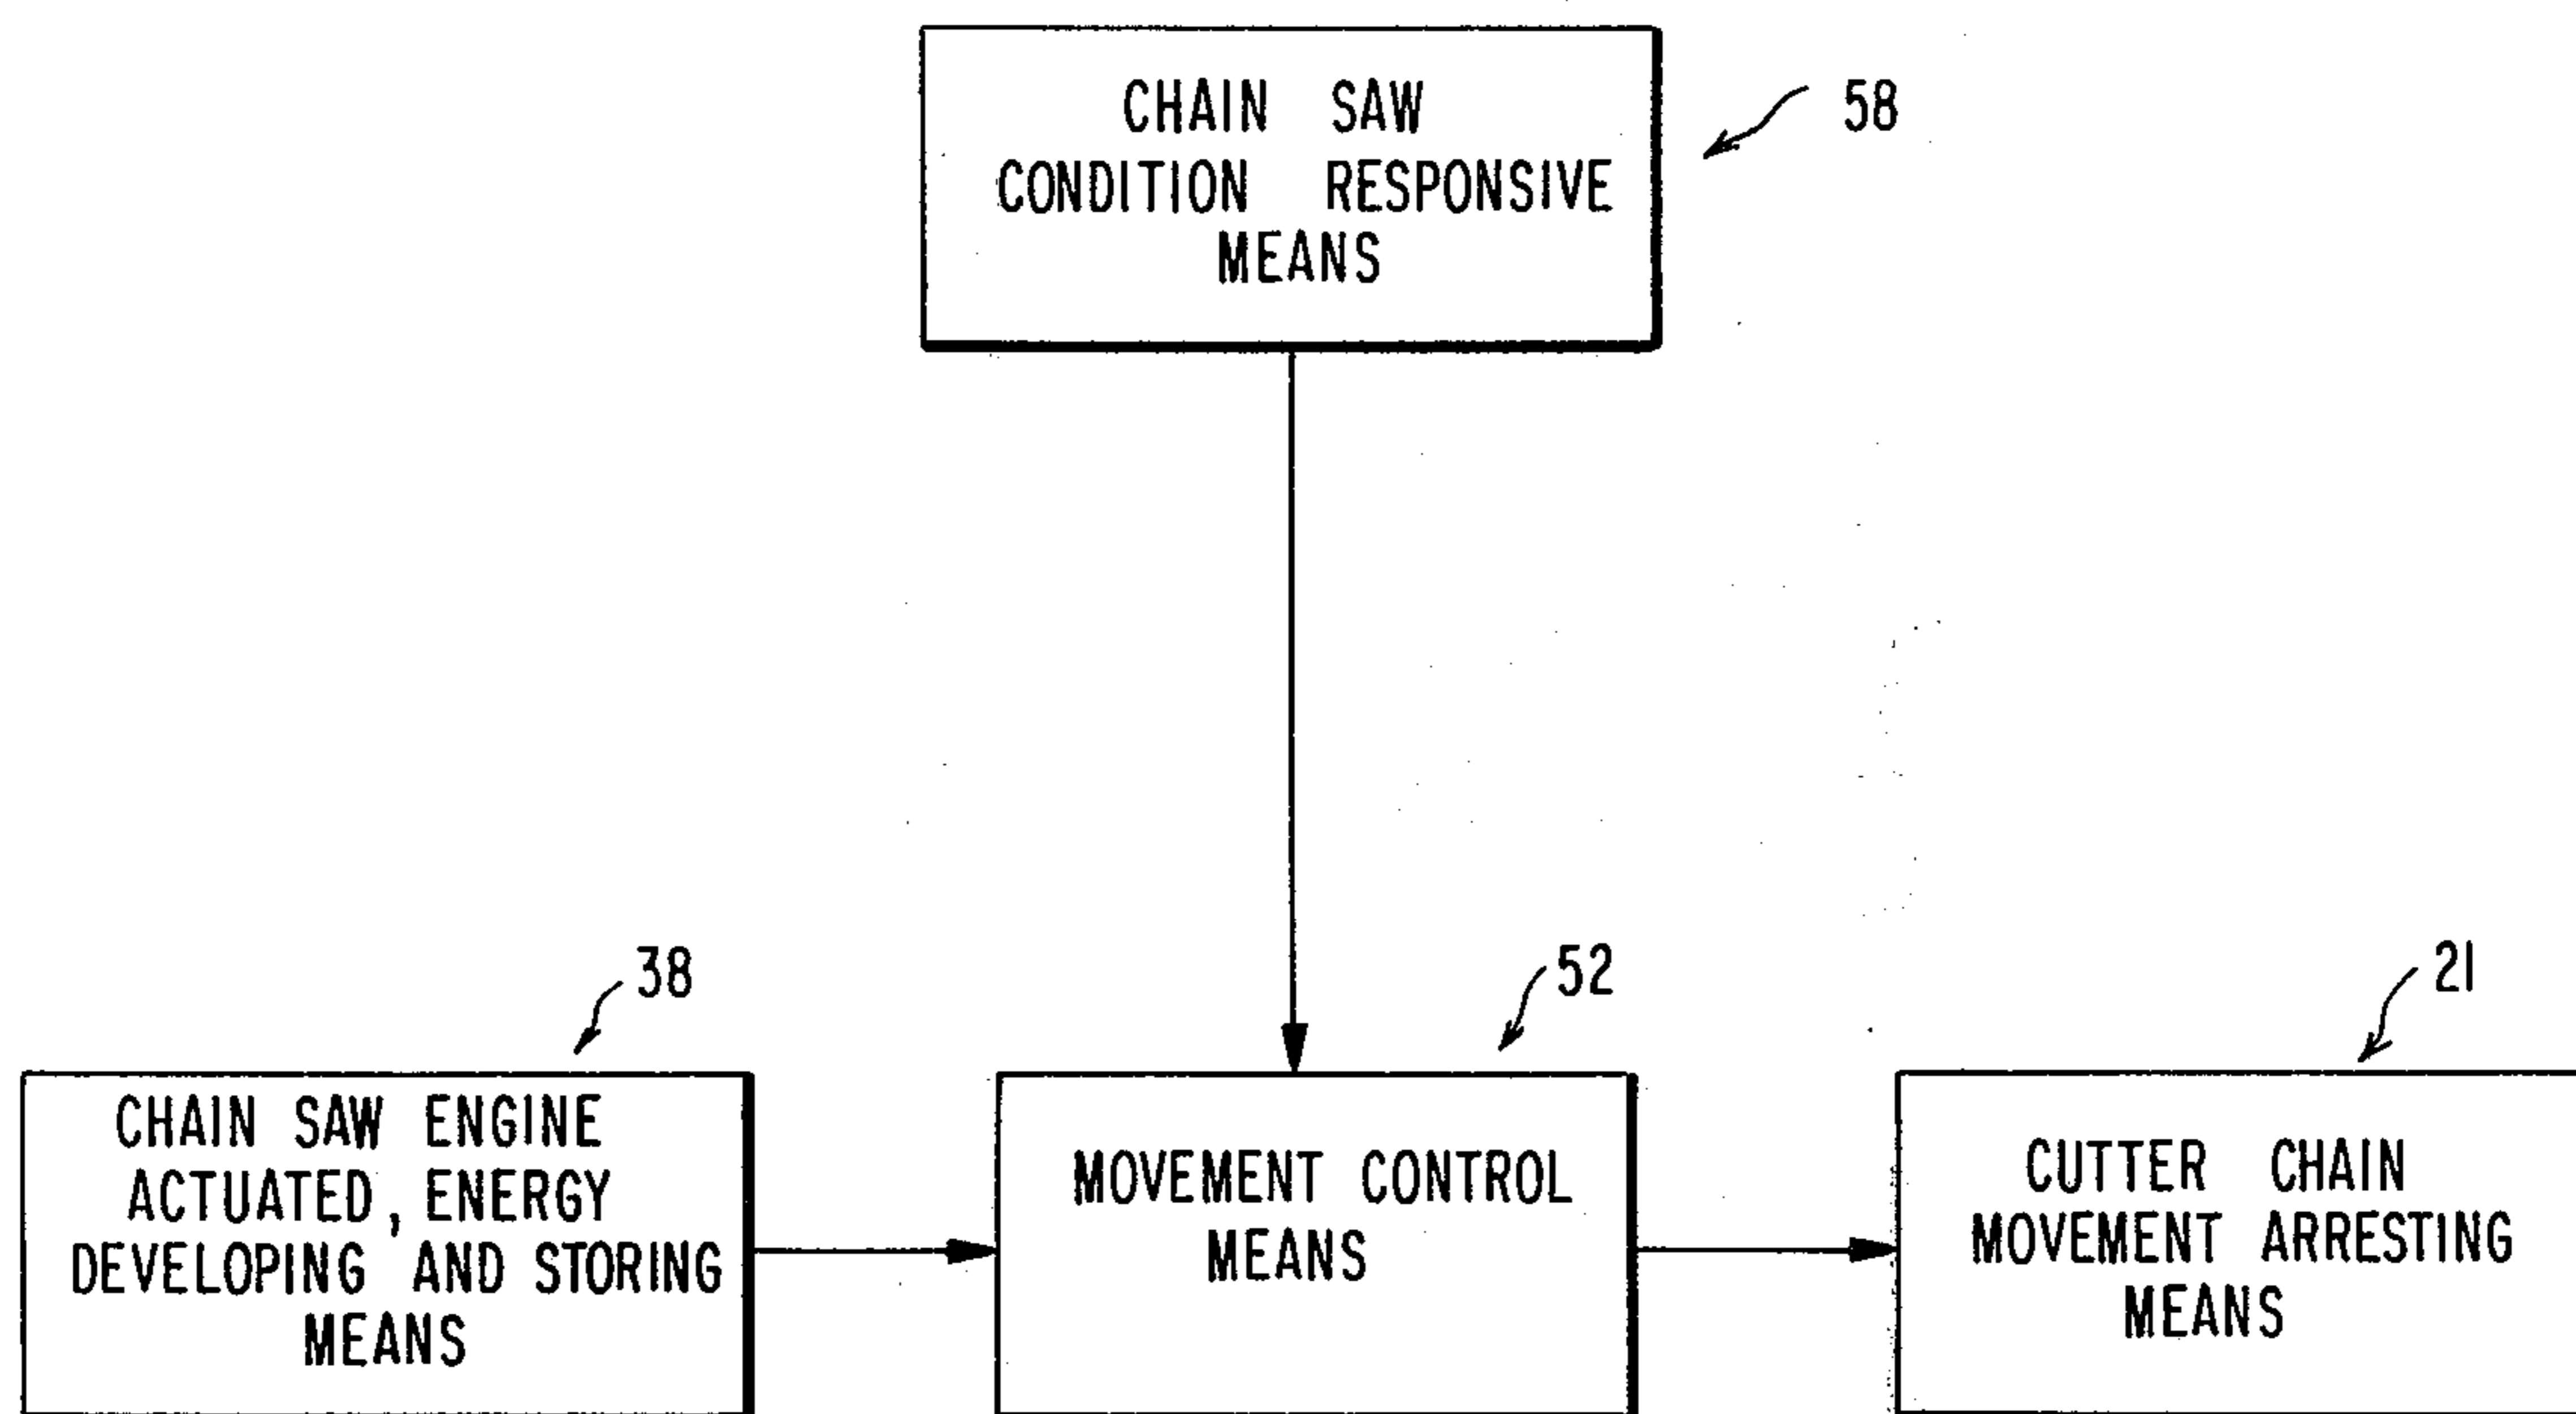 CHAIN SAW
CONDITION RESPONSIVE
MEANS
58
38
CHAIN SAW ENGINE
ACTUATED, ENERGY
DEVELOPING AND STORING
MEANS
52
MOVEMENT CONTROL
MEANS
21
CUTTER CHAIN
MOVEMENT ARRESTING
MEANS